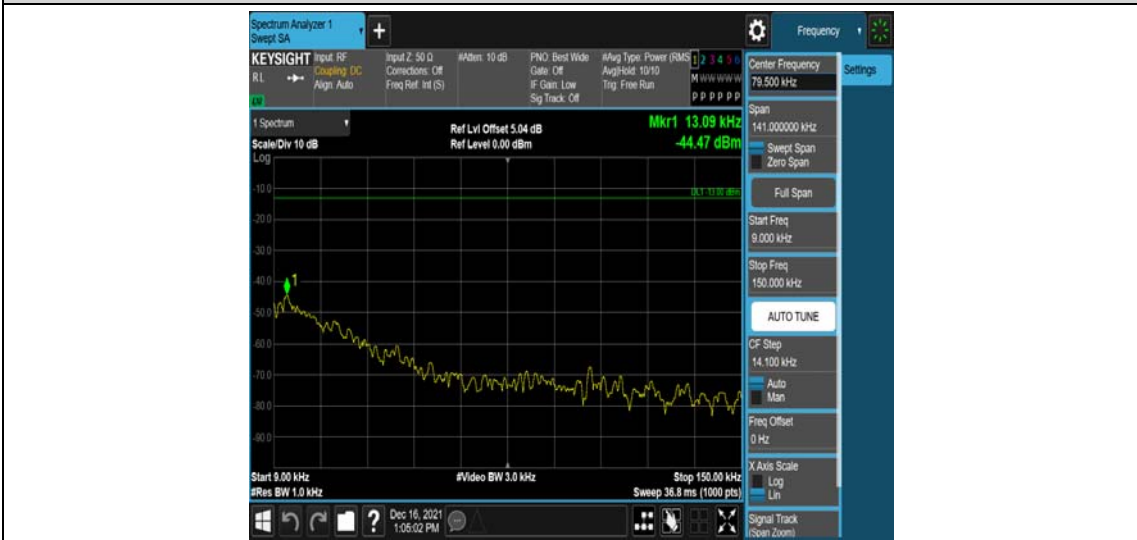 Spectrum Analyzer 1
Swept SA
+
Frequency
KEYSIGHT
RL
Input: RF
Coupling: DC
Align: Auto
Input Z: 50 Ω
Corrections: Off
Freq Ref: Int (S)
#Atten: 10 dB
PNO: Best Wide
Gate: Off
IF Gain: Low
Sig Track: Off
#Avg Type: Power (RMS
Avg|Hold: 10/10
Trig: Free Run
1 2 3 4 5 6
M W W W W W
P P P P P P
1 Spectrum
Scale/Div 10 dB
Log
Ref Lvl Offset 5.04 dB
Ref Level 0.00 dBm
Mkr1 13.09 kHz
-44.47 dBm
DL1 -13.00 dBm
-10.0
-20.0
-30.0
-40.0
-50.0
-60.0
-70.0
-80.0
-90.0
1
Start 9.00 kHz
#Res BW 1.0 kHz
#Video BW 3.0 kHz
Stop 150.00 kHz
Sweep 36.8 ms (1000 pts)
Center Frequency
79.500 kHz
Settings
Span
141.000000 kHz
Swept Span
Zero Span
Full Span
Start Freq
9.000 kHz
Stop Freq
150.000 kHz
AUTO TUNE
CF Step
14.100 kHz
Auto
Man
Freq Offset
0 Hz
X Axis Scale
Log
Lin
Signal Track
(Span Zoom)
?
Dec 16, 2021
1:05:02 PM